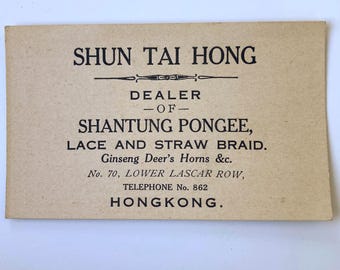 SHUN TAI HONG
DEALER
—OF—
SHANTUNG PONGEE,
LACE AND STRAW BRAID.
Ginseng Deer's Horns &c.
No. 70, LOWER LASCAR ROW,
TELEPHONE No. 862
HONGKONG.